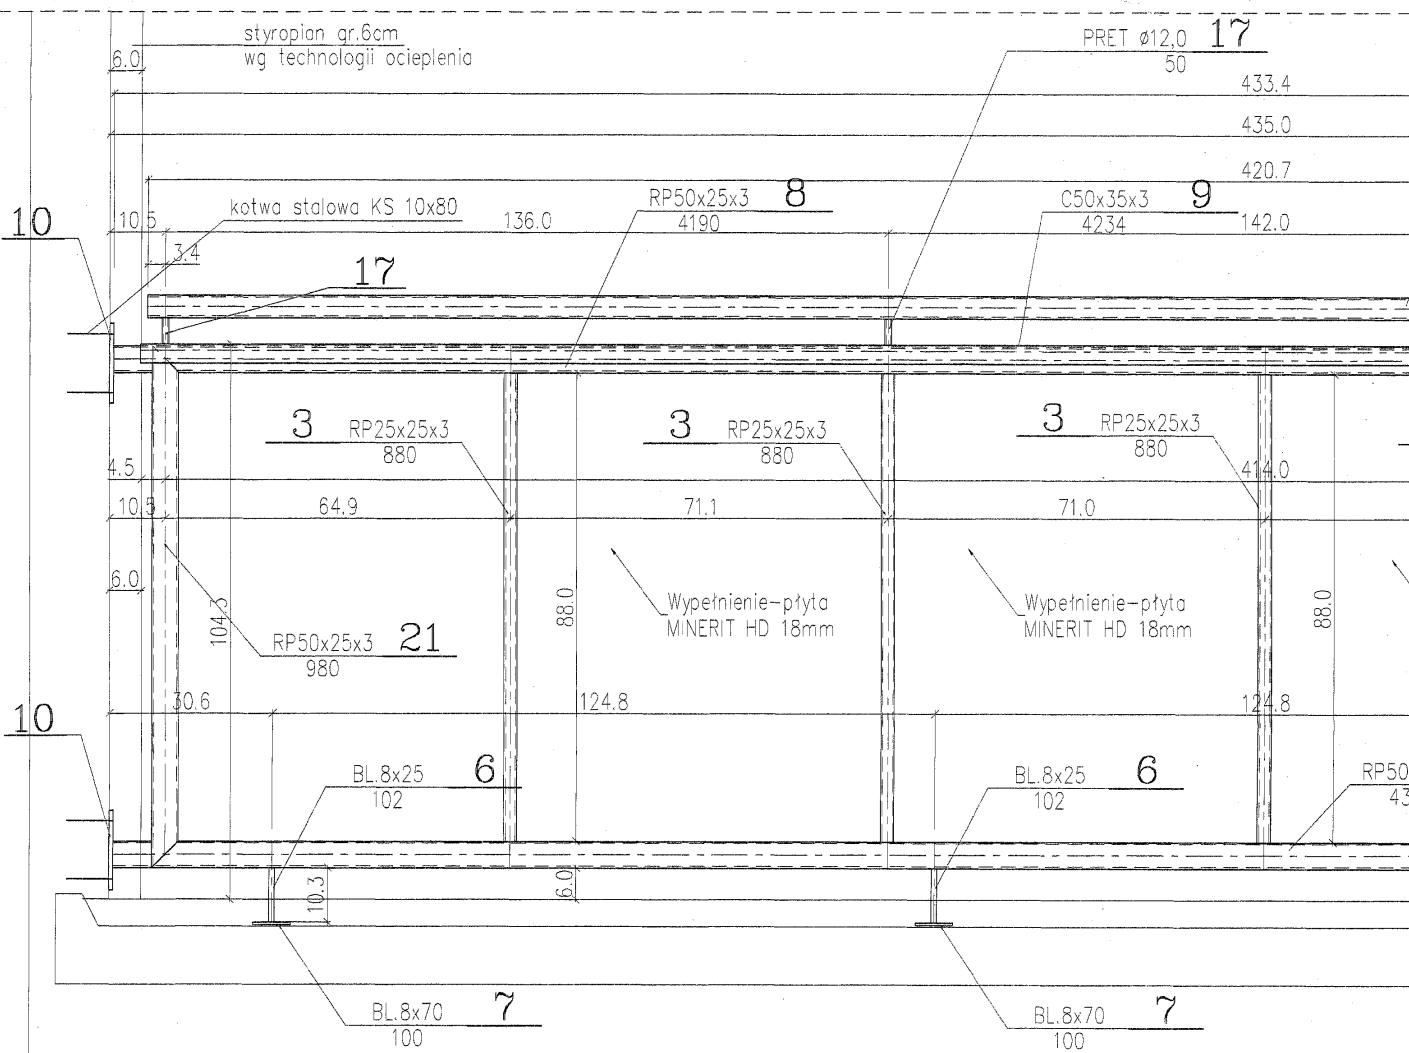 styropian gr.6cm
wg technologii ocieplenia
6.0
PRET ø12,0 17
50
433.4
435.0
420.7
kotwa stalowa KS 10x80
RP50x25x3 8
4190
C50x35x3 9
4234
10
10.5
136.0
142.0
3.4
17
3 RP25x25x3
880
3 RP25x25x3
880
3 RP25x25x3
880
4.5
414.0
10.5
64.9
71.1
71.0
6.0
104.3
88.0
88.0
Wypełnienie-płyta
MINERIT HD 18mm
Wypełnienie-płyta
MINERIT HD 18mm
RP50x25x3 21
980
30.6
124.8
124.8
10
BL.8x25 6
102
BL.8x25 6
102
RP50
43
10.3
6.0
BL.8x70 7
100
BL.8x70 7
100